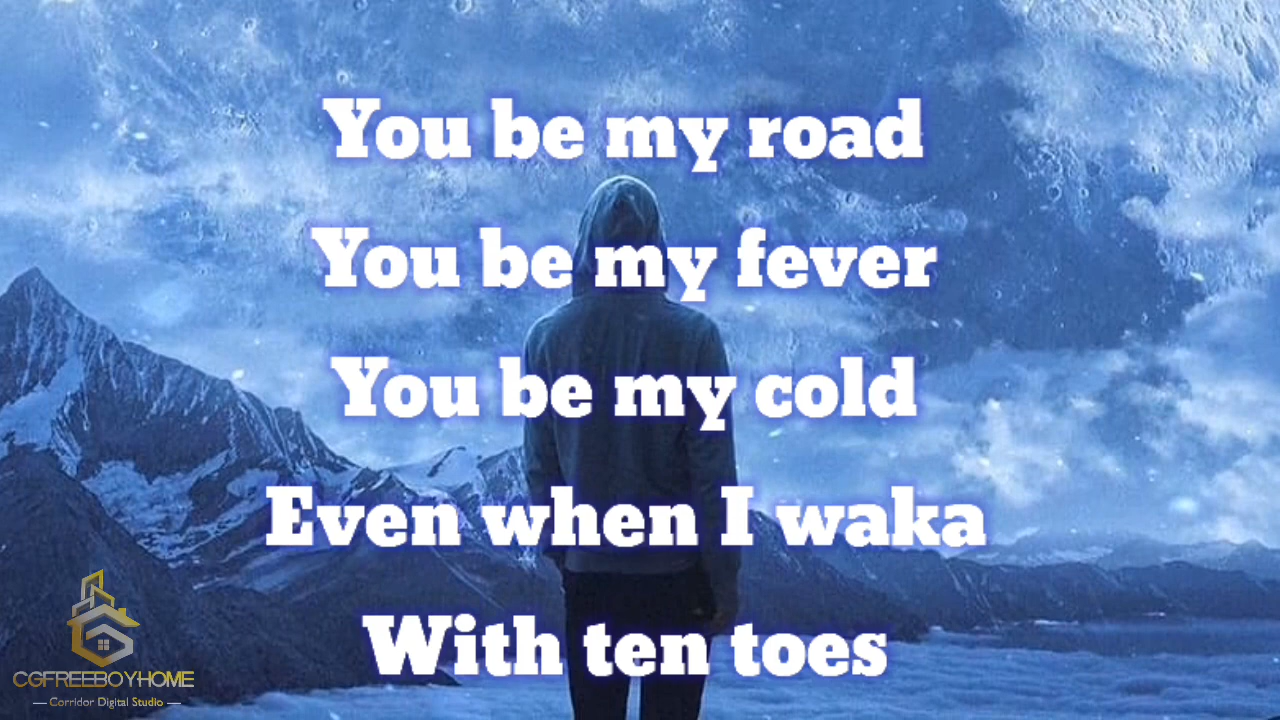 You be my road
You be my fever
You be my cold
Even when I waka
With ten toes
CGFREEBOYHOME
Corridor Digital Studio